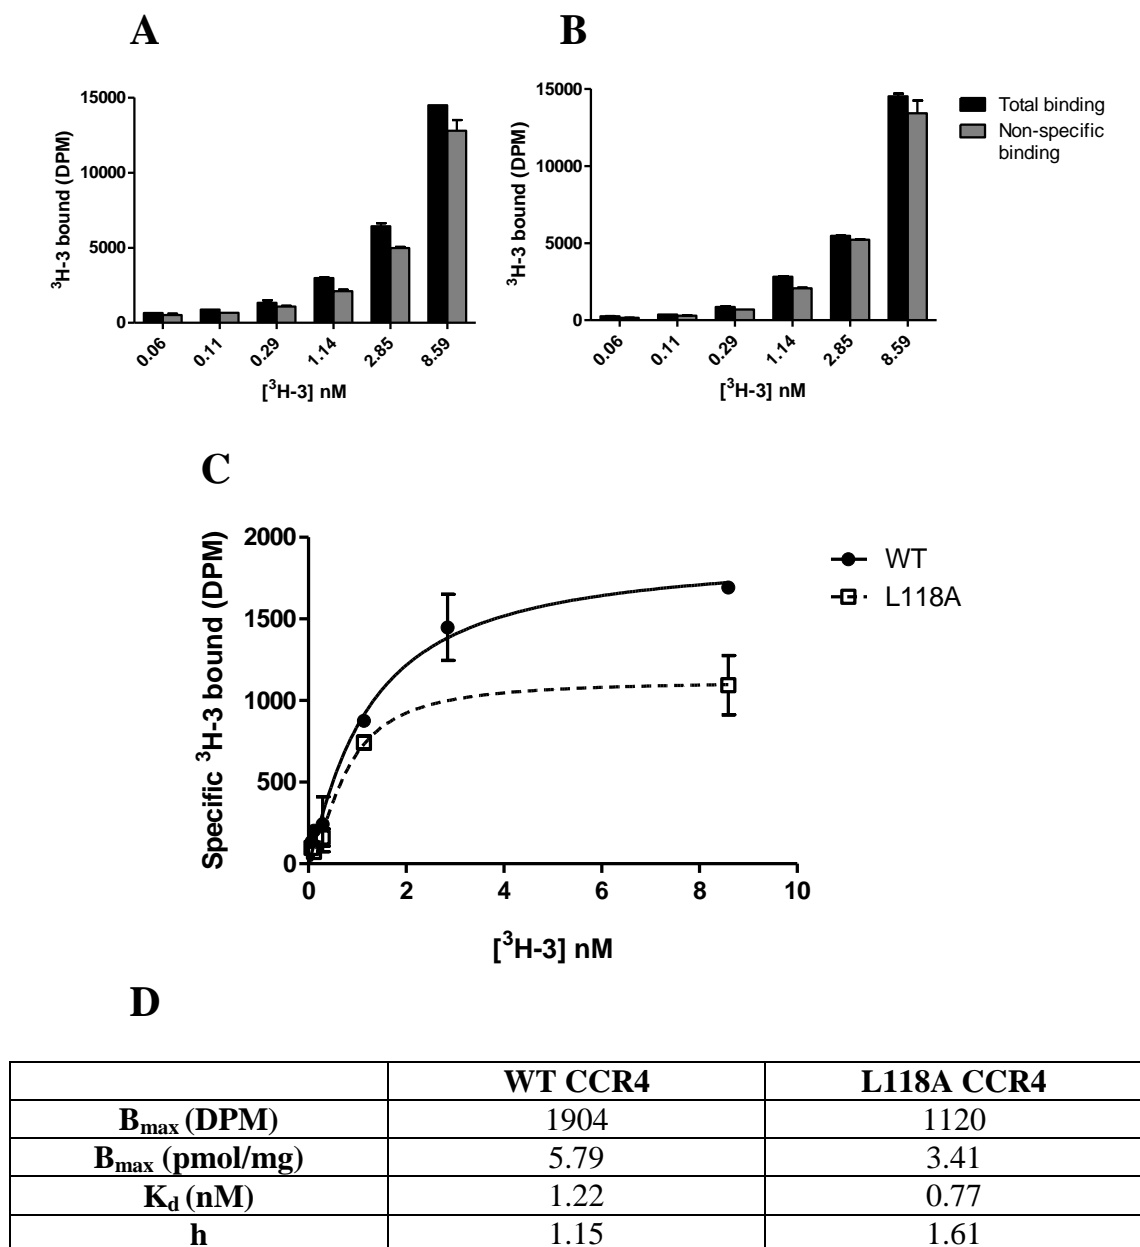 A
B
15000
10000
5000
0
³H-3 bound (DPM)
0.06
0.11
0.29
1.14
2.85
8.59
[³H-3] nM
15000
10000
5000
0
³H-3 bound (DPM)
0.06
0.11
0.29
1.14
2.85
8.59
[³H-3] nM
Total binding
Non-specific
binding
C
2000
1500
1000
500
0
Specific ³H-3 bound (DPM)
0 2 4 6 8 10
[³H-3] nM
WT
L118A
D
WT CCR4 L118A CCR4
Bmax (DPM) 1904 1120
Bmax (pmol/mg) 5.79 3.41
Kd (nM) 1.22 0.77
h 1.15 1.61